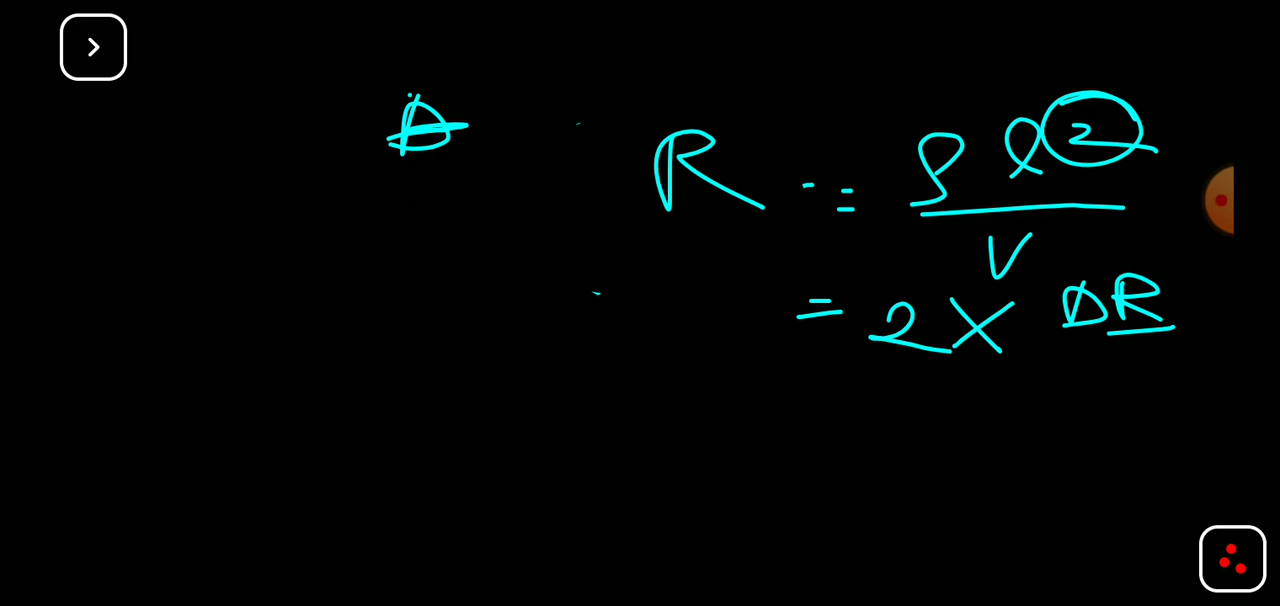 R = ρl²/V
= 2 X ΔR